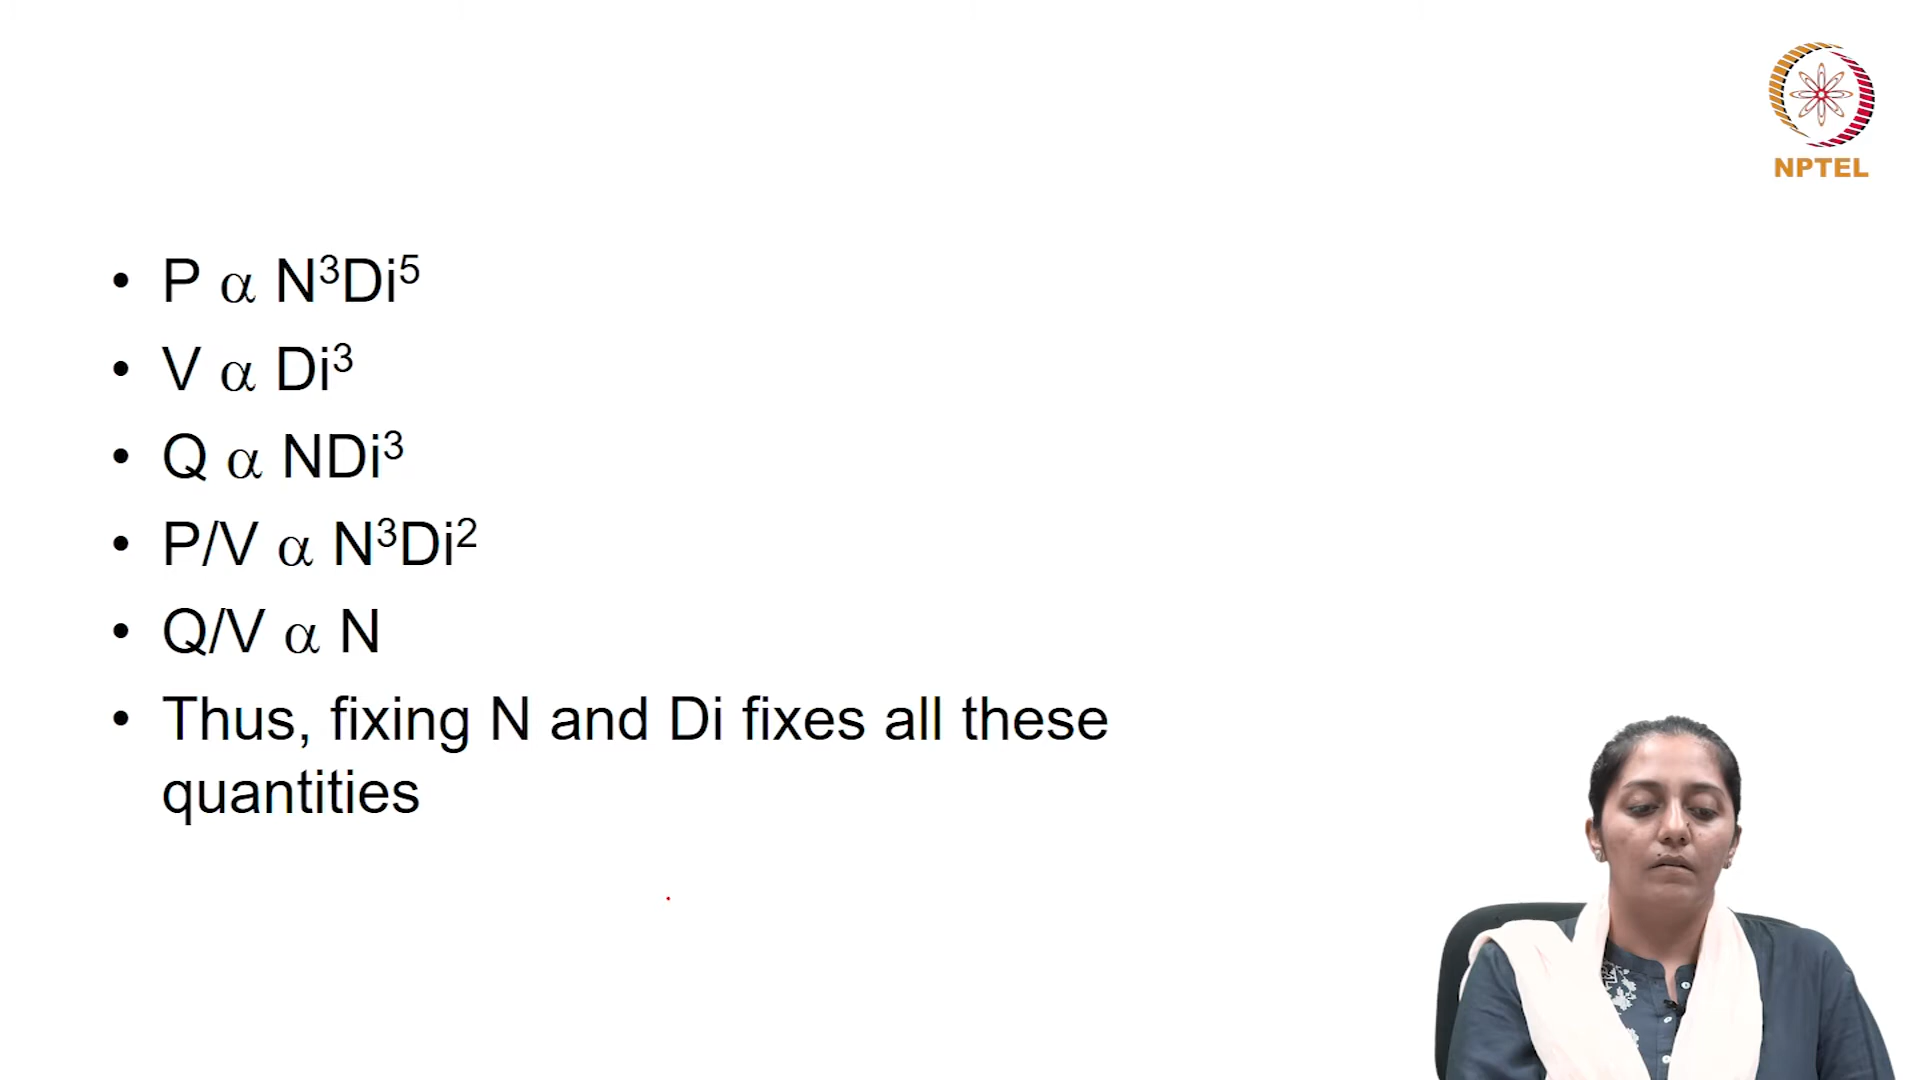 NPTEL
• P α N³Di⁵
• V α Di³
• Q α NDi³
• P/V α N³Di²
• Q/V α N
• Thus, fixing N and Di fixes all these
quantities